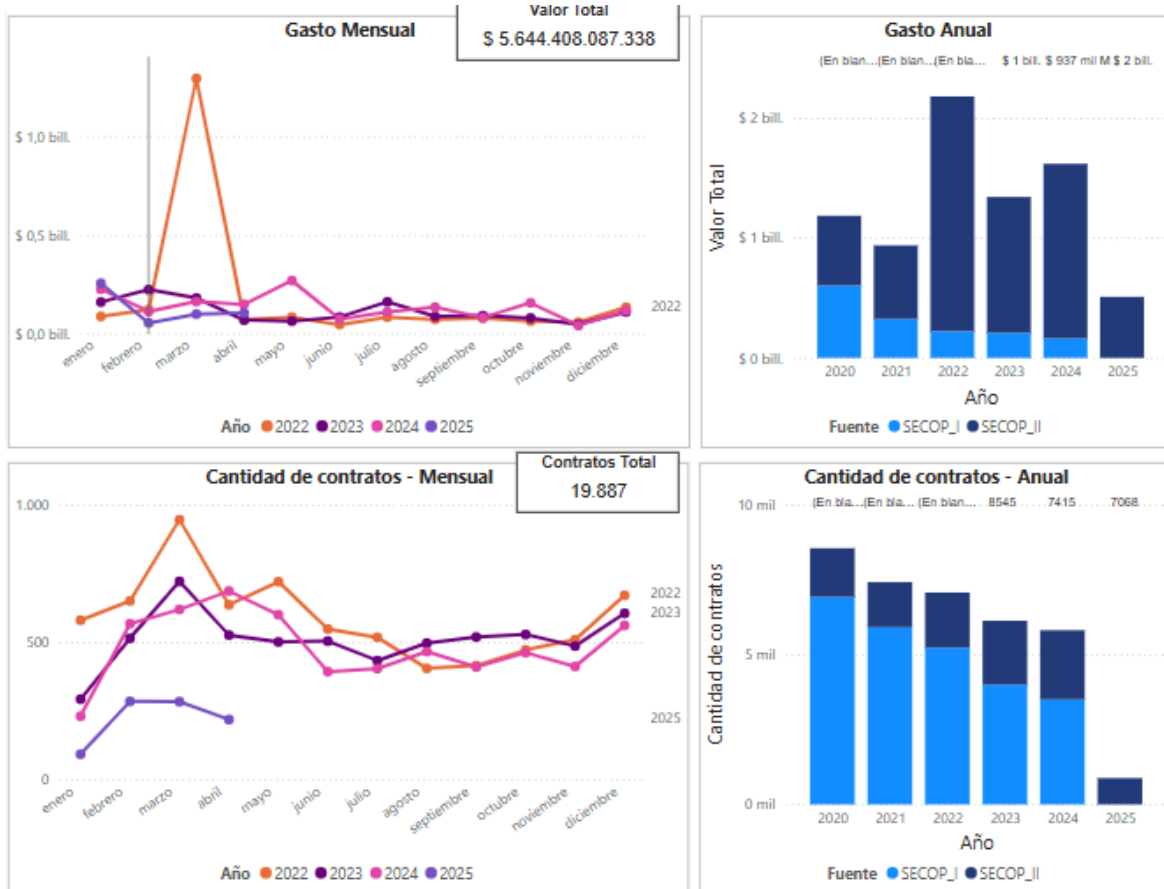 Gasto Mensual
Valor Total
$ 5.644.408.087.338
$ 1,0 bill.
$ 0,5 bill.
$ 0,0 bill.
2022
enero febrero marzo abril mayo junio julio agosto septiembre octubre noviembre diciembre
Año 2022 2023 2024 2025
Gasto Anual
(En blan... (En blan... (En bla... $ 1 bill. $ 937 mil M $ 2 bill.
Valor Total
$ 2 bill.
$ 1 bill.
$ 0 bill.
2020 2021 2022 2023 2024 2025
Año
Fuente SECOP_I SECOP_II
Cantidad de contratos - Mensual
Contratos Total
19.887
1.000
500
0
2022
2023
2025
enero febrero marzo abril mayo junio julio agosto septiembre octubre noviembre diciembre
Año 2022 2023 2024 2025
Cantidad de contratos - Anual
(En bla... (En bla... (En blan... 8545 7415 7068
Cantidad de contratos
10 mil
5 mil
0 mil
2020 2021 2022 2023 2024 2025
Año
Fuente SECOP_I SECOP_II